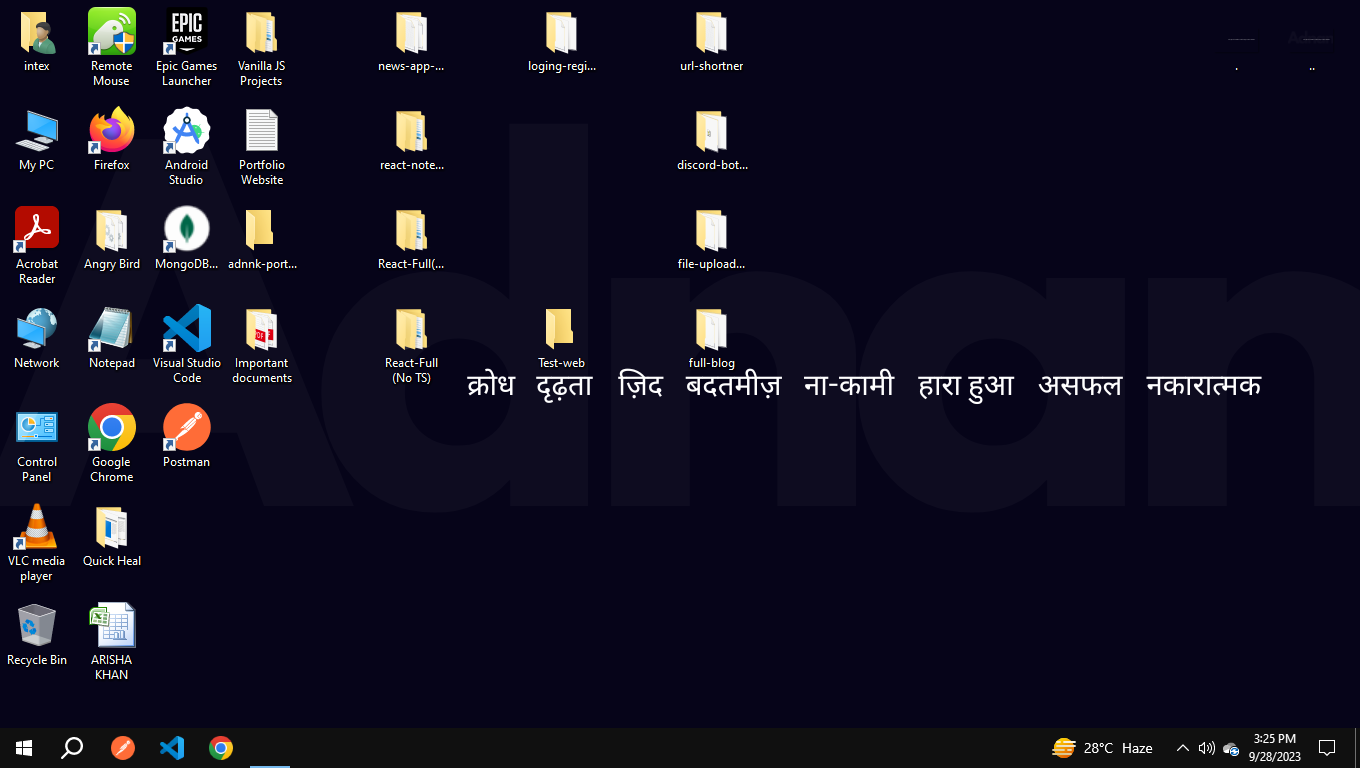 intex
Remote Mouse
EPIC GAMES
Epic Games Launcher
Vanilla JS Projects
news-app-...
loging-regi...
url-shortner
Adnan
.
..
My PC
Firefox
Android Studio
Portfolio Website
react-note...
discord-bot...
Acrobat Reader
Angry Bird
MongoDB...
adnnk-port...
React-Full(...
file-upload...
Network
Notepad
Visual Studio Code
Important documents
PDF
React-Full (No TS)
Test-web
full-blog
क्रोध दृढ़ता ज़िद बदतमीज़ ना-कामी हारा हुआ असफल नकारात्मक
Adnan
Control Panel
Google Chrome
Postman
VLC media player
Quick Heal
Recycle Bin
ARISHA KHAN
28°C Haze
3:25 PM
9/28/2023